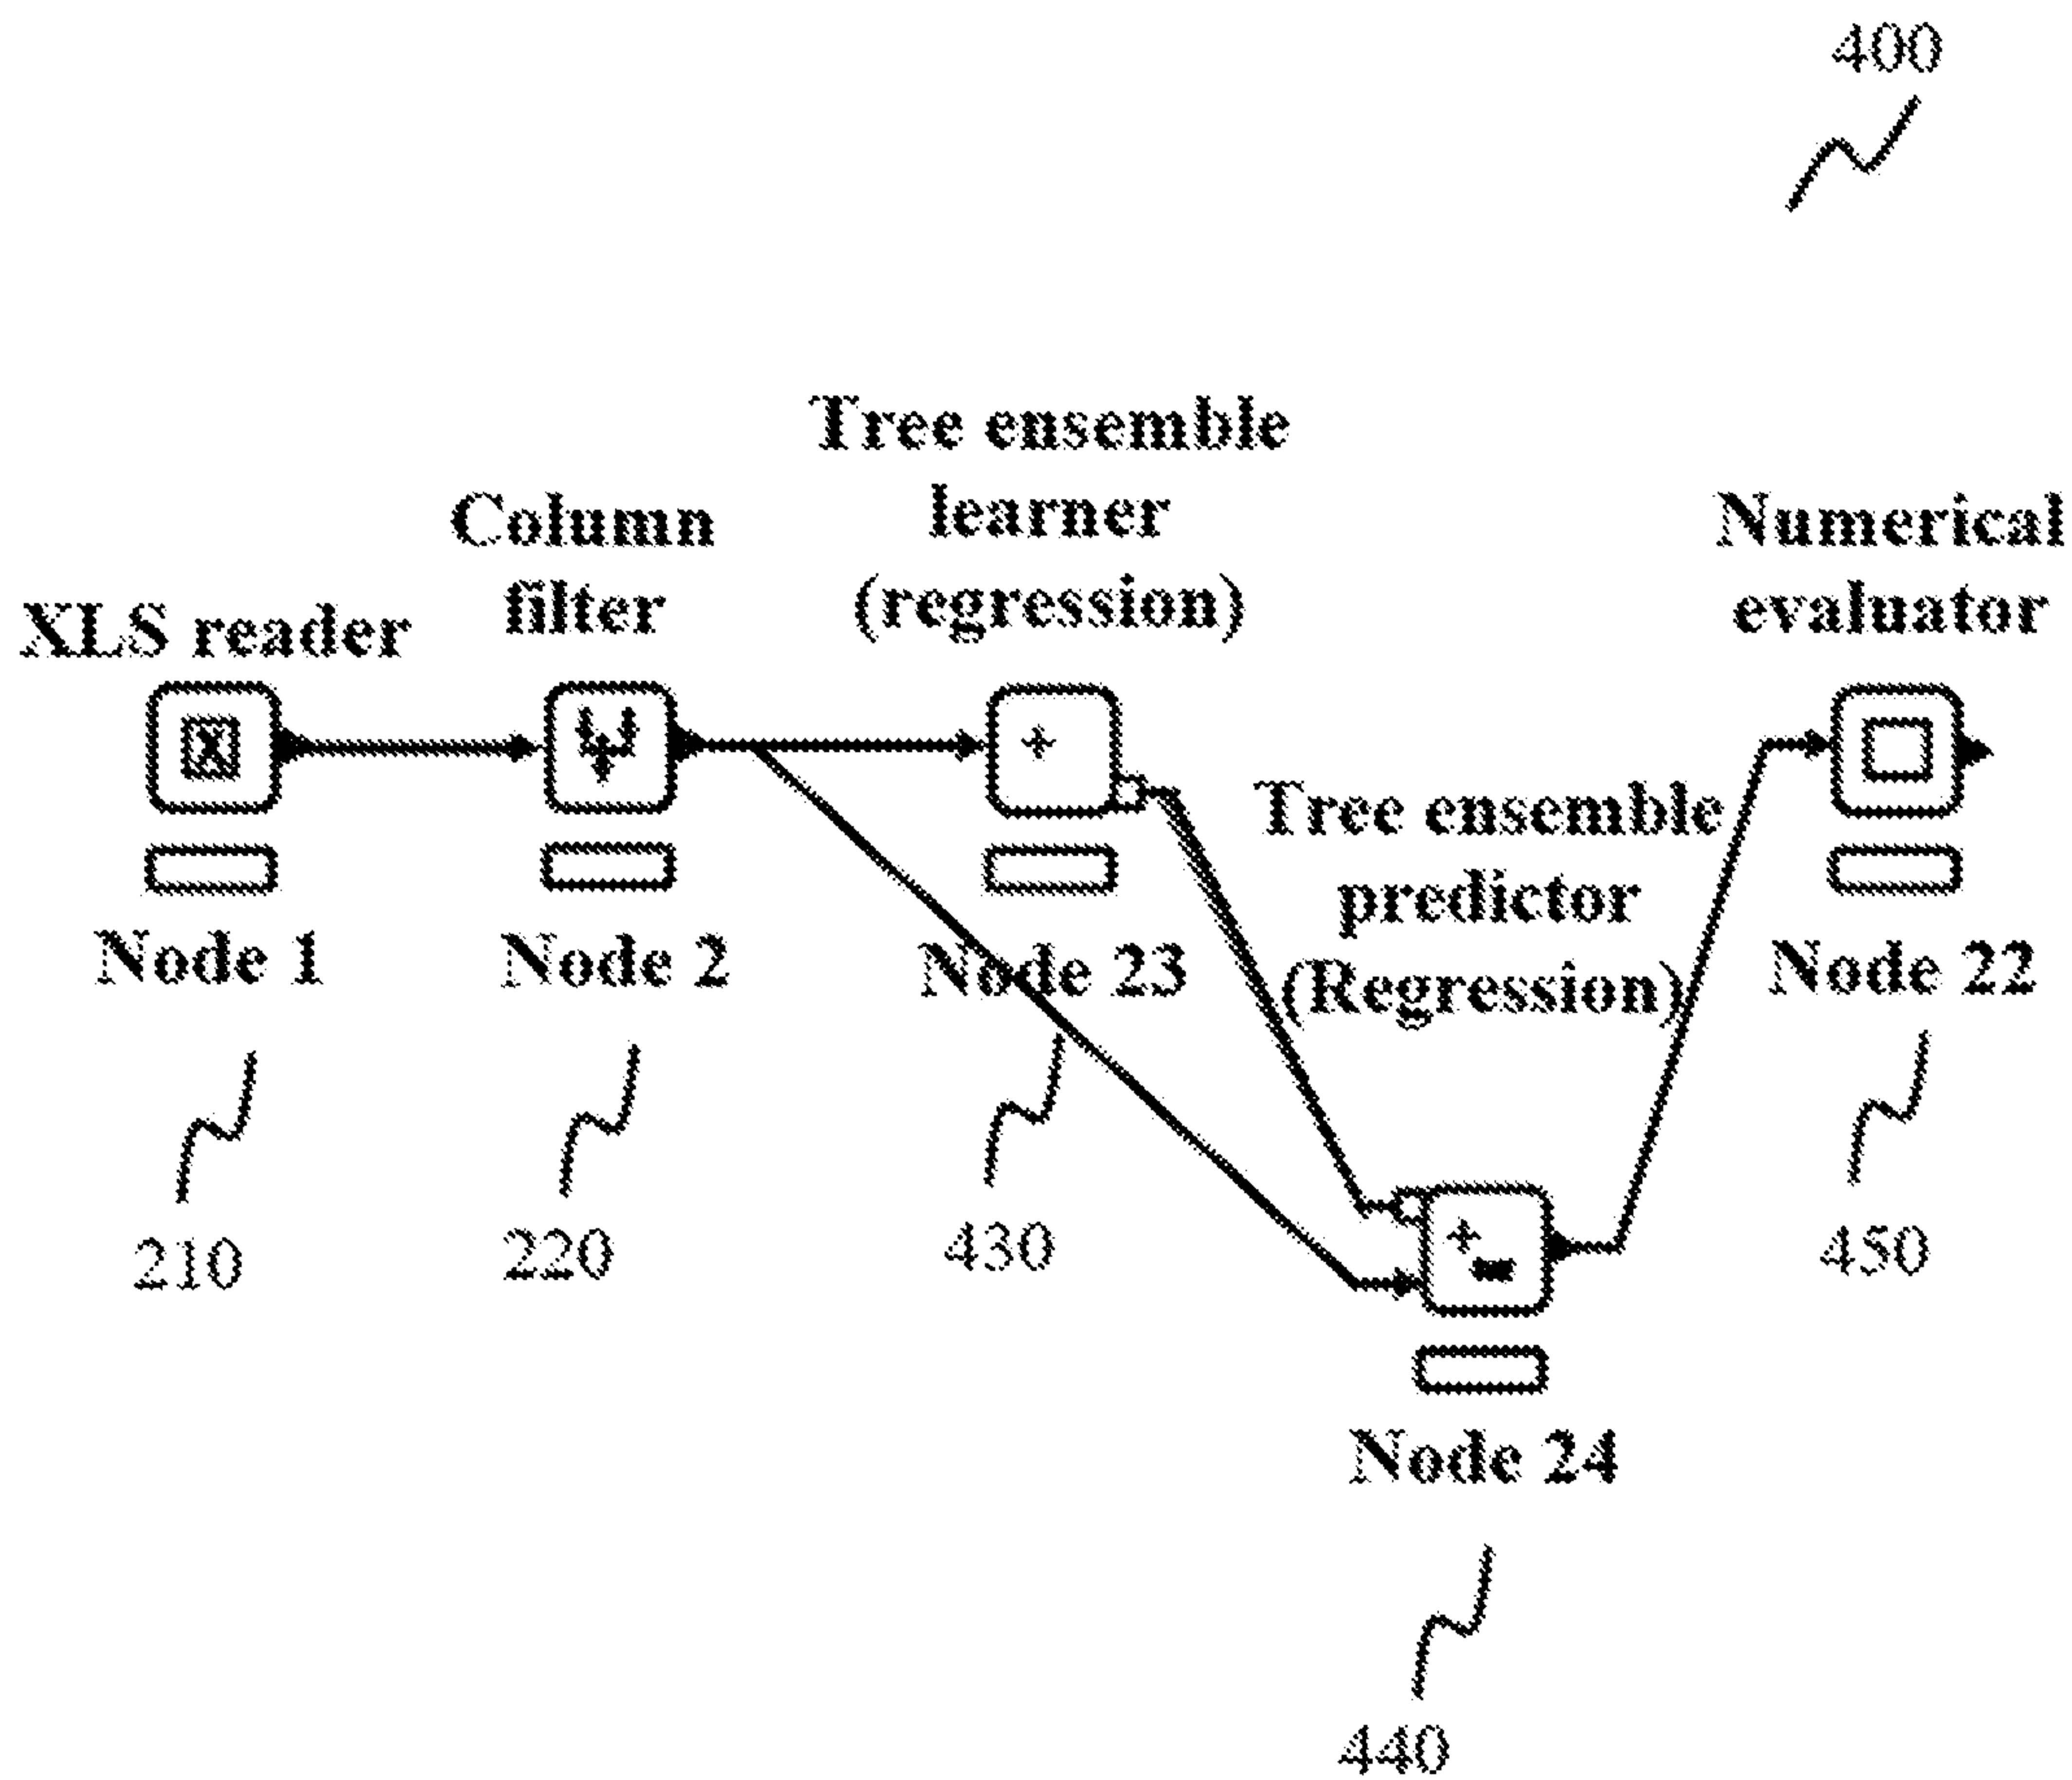 400
Tree ensemble
learner
(regression)
Column
filter
Numerical
evaluator
XLS reader
Tree ensemble
predictor
(Regression)
Node 1
Node 2
Node 23
Node 22
210
220
430
450
Node 24
440